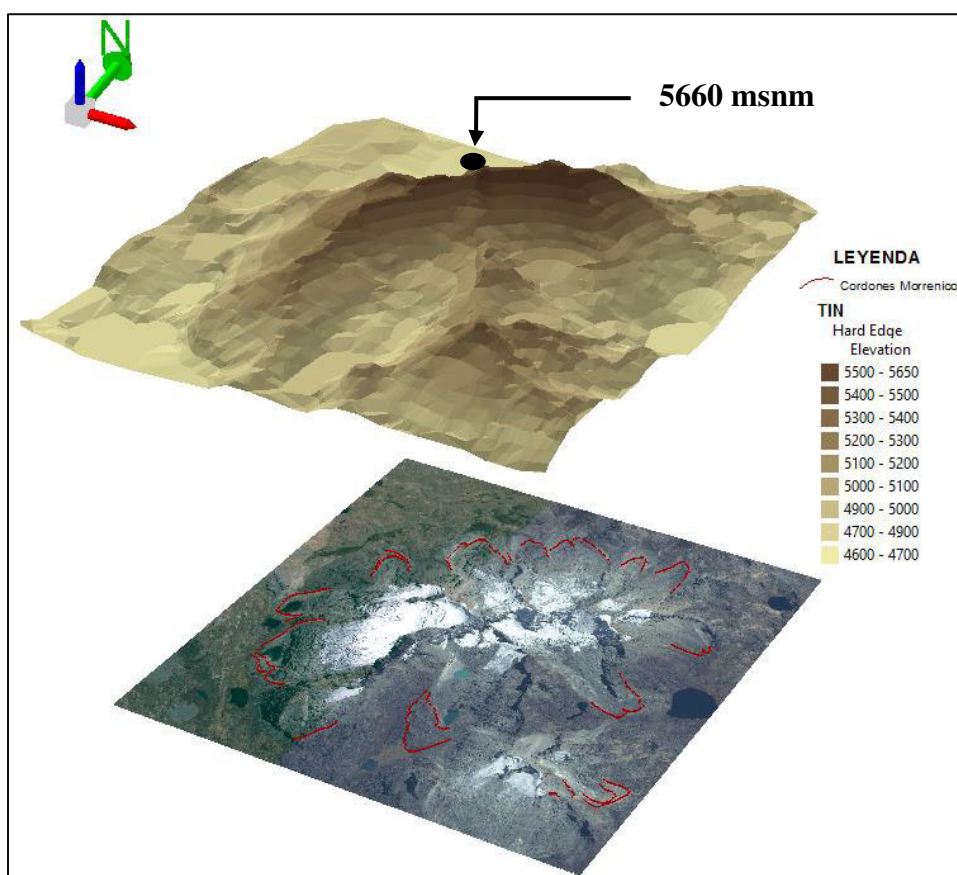 N
5660 msnm
LEYENDA
Cordones Morrenico
TIN
Hard Edge
Elevation
5500 - 5650
5400 - 5500
5300 - 5400
5200 - 5300
5100 - 5200
5000 - 5100
4900 - 5000
4700 - 4900
4600 - 4700